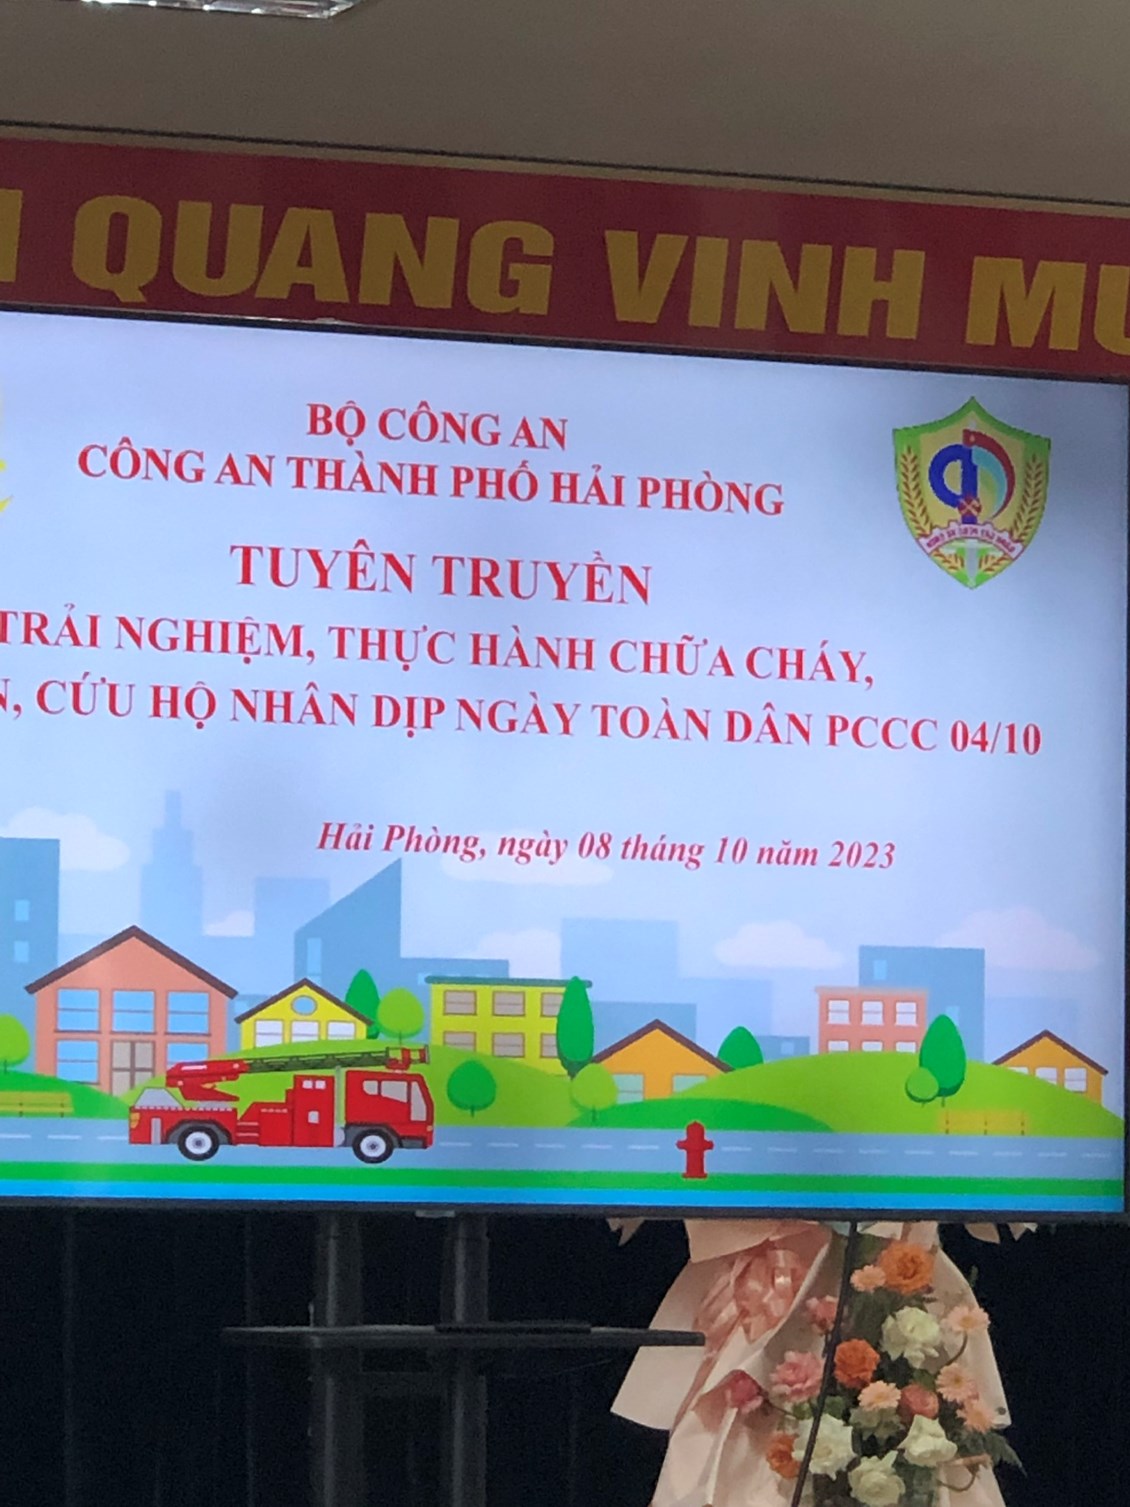 QUANG VINH MU
BỘ CÔNG AN
CÔNG AN THÀNH PHỐ HẢI PHÒNG
TUYÊN TRUYỀN
TRẢI NGHIỆM, THỰC HÀNH CHỮA CHÁY,
N, CỨU HỘ NHÂN DỊP NGÀY TOÀN DÂN PCCC 04/10
Hải Phòng, ngày 08 tháng 10 năm 2023